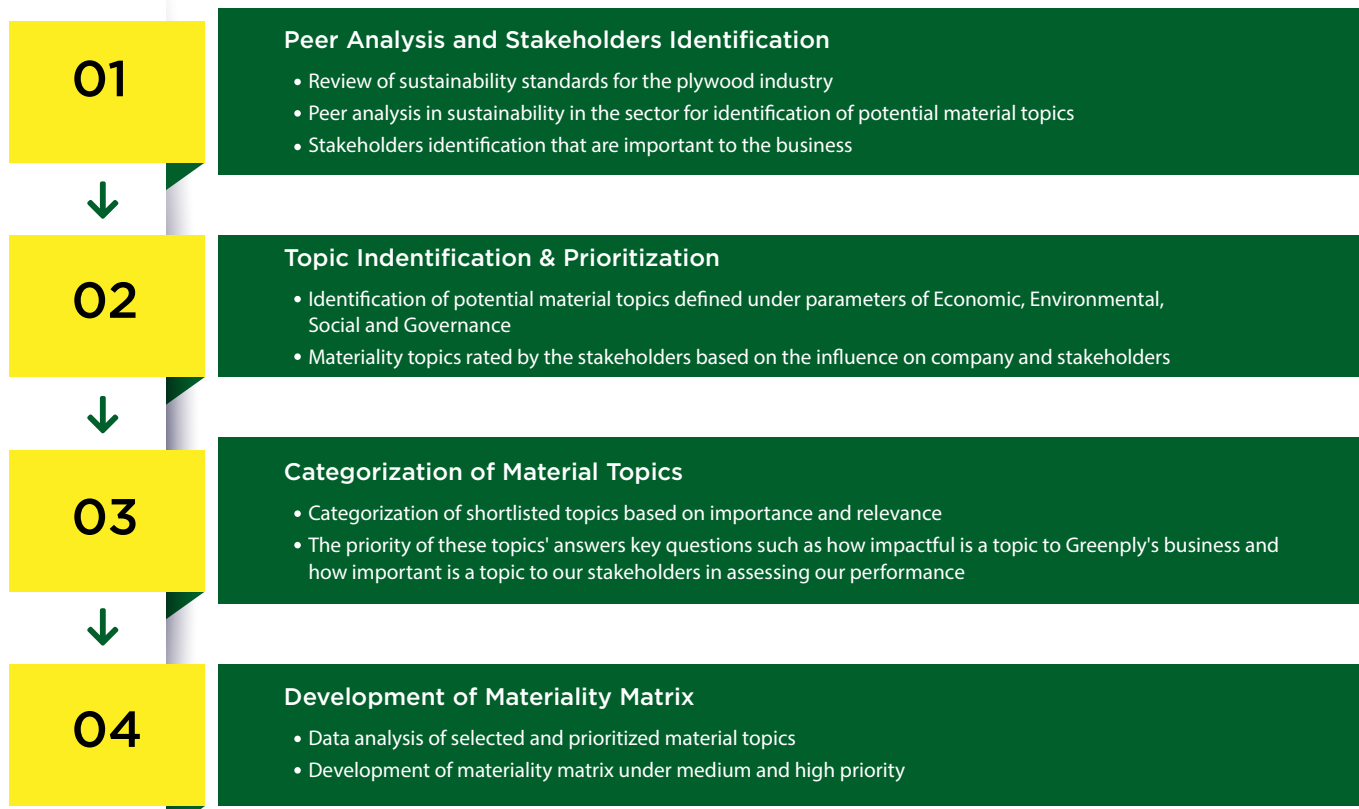 01
Peer Analysis and Stakeholders Identification
• Review of sustainability standards for the plywood industry
• Peer analysis in sustainability in the sector for identification of potential material topics
• Stakeholders identification that are important to the business
02
Topic Indentification & Prioritization
• Identification of potential material topics defined under parameters of Economic, Environmental,
Social and Governance
• Materiality topics rated by the stakeholders based on the influence on company and stakeholders
03
Categorization of Material Topics
• Categorization of shortlisted topics based on importance and relevance
• The priority of these topics' answers key questions such as how impactful is a topic to Greenply's business and
how important is a topic to our stakeholders in assessing our performance
04
Development of Materiality Matrix
• Data analysis of selected and prioritized material topics
• Development of materiality matrix under medium and high priority